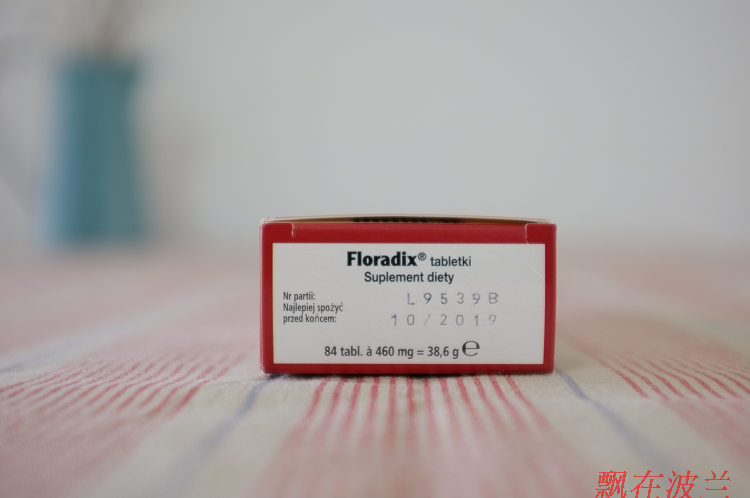 Floradix® tabletki
Suplement diety
Nr partii: L9539B
Najlepiej spożyć
przed końcem: 10/2019
84 tabl. à 460 mg = 38,6 g ℮
飘在波兰